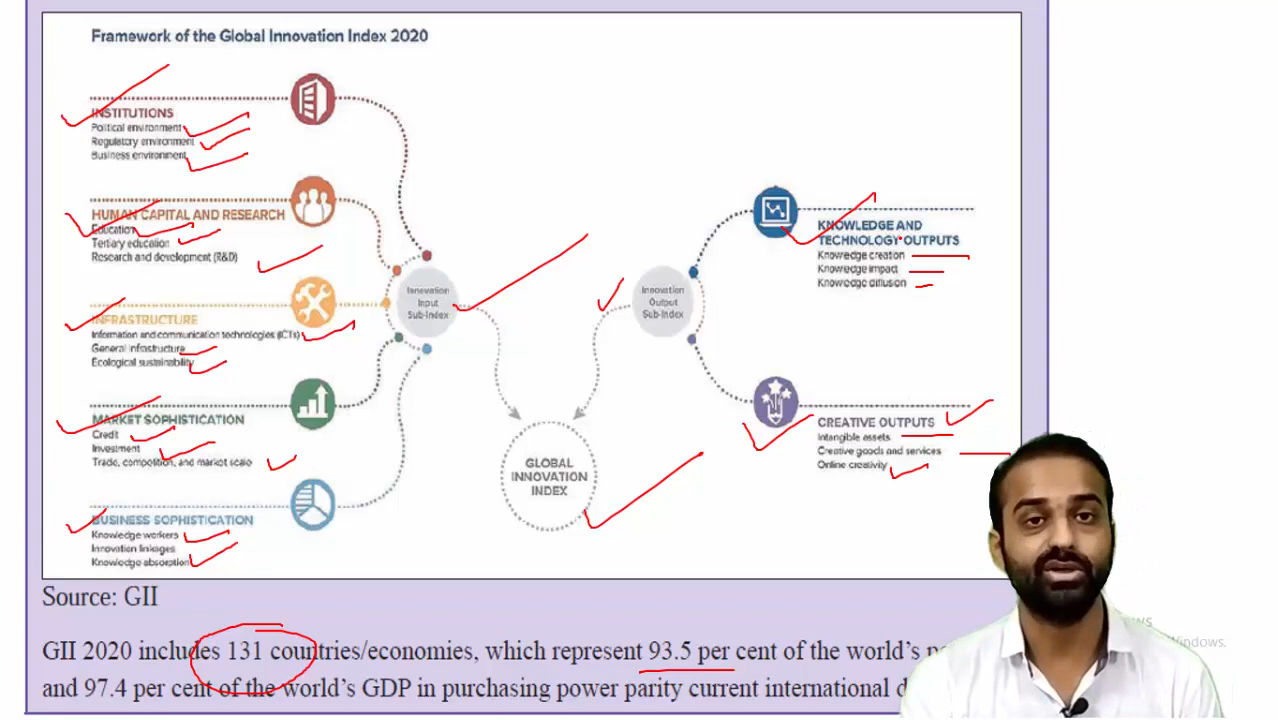 Framework of the Global Innovation Index 2020
INSTITUTIONS
Political environment
Regulatory environment
Business environment
HUMAN CAPITAL AND RESEARCH
Education
Tertiary education
Research and development (R&D)
INFRASTRUCTURE
Information and communication technologies (ICTs)
General infrastructure
Ecological sustainability
MARKET SOPHISTICATION
Credit
Investment
Trade, competition, and market scale
BUSINESS SOPHISTICATION
Knowledge workers
Innovation linkages
Knowledge absorption
Innovation
Input
Sub-Index
Innovation
Output
Sub-Index
GLOBAL
INNOVATION
INDEX
KNOWLEDGE AND
TECHNOLOGY OUTPUTS
Knowledge creation
Knowledge impact
Knowledge diffusion
CREATIVE OUTPUTS
Intangible assets
Creative goods and services
Online creativity
Source: GII
GII 2020 includes 131 countries/economies, which represent 93.5 per cent of the world's
and 97.4 per cent of the world's GDP in purchasing power parity current international